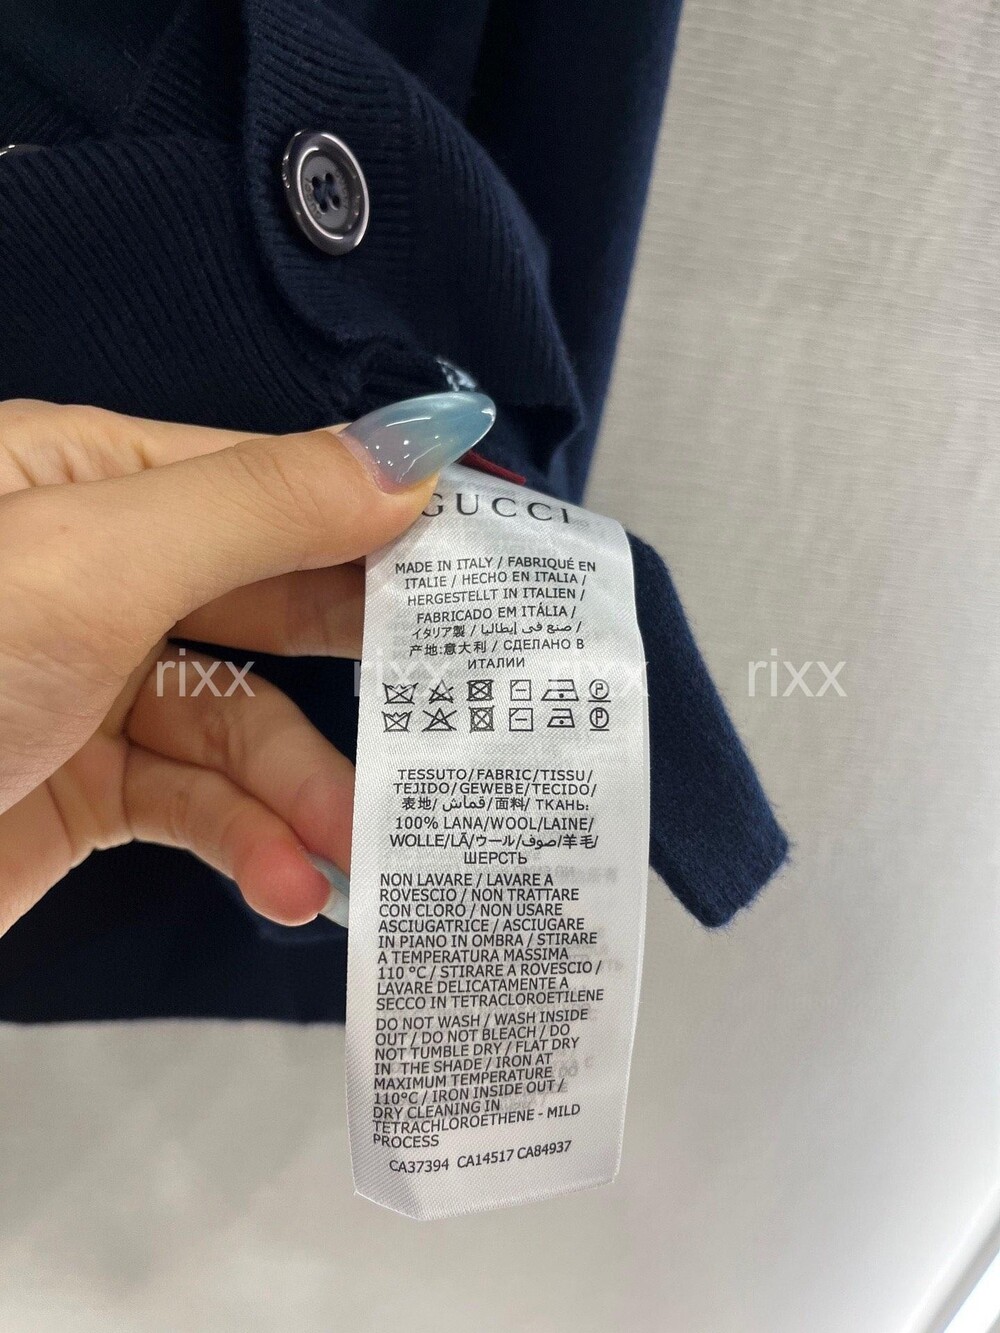 GUCCI
MADE IN ITALY / FABRIQUÉ EN
ITALIE / HECHO EN ITALIA /
HERGESTELLT IN ITALIEN /
FABRICADO EM ITÁLIA /
イタリア製 / صنع في إيطاليا /
产地:意大利 / СДЕЛАНО В
ИТАЛИИ
rixx rixx rixx rixx
TESSUTO/FABRIC/TISSU/
TEJIDO/GEWEBE/TECIDO/
表地/ قماش/面料/ ТКАНЬ:
100% LANA/WOOL/LAINE/
WOLLE/LÃ/ウール/صوف/羊毛/
ШЕРСТЬ
NON LAVARE / LAVARE A
ROVESCIO / NON TRATTARE
CON CLORO / NON USARE
ASCIUGATRICE / ASCIUGARE
IN PIANO IN OMBRA / STIRARE
A TEMPERATURA MASSIMA
110 °C / STIRARE A ROVESCIO /
LAVARE DELICATAMENTE A
SECCO IN TETRACLOROETILENE
DO NOT WASH / WASH INSIDE
OUT / DO NOT BLEACH / DO
NOT TUMBLE DRY / FLAT DRY
IN THE SHADE / IRON AT
MAXIMUM TEMPERATURE
110°C / IRON INSIDE OUT /
DRY CLEANING IN
TETRACHLOROETHENE - MILD
PROCESS
CA37394 CA14517 CA84937